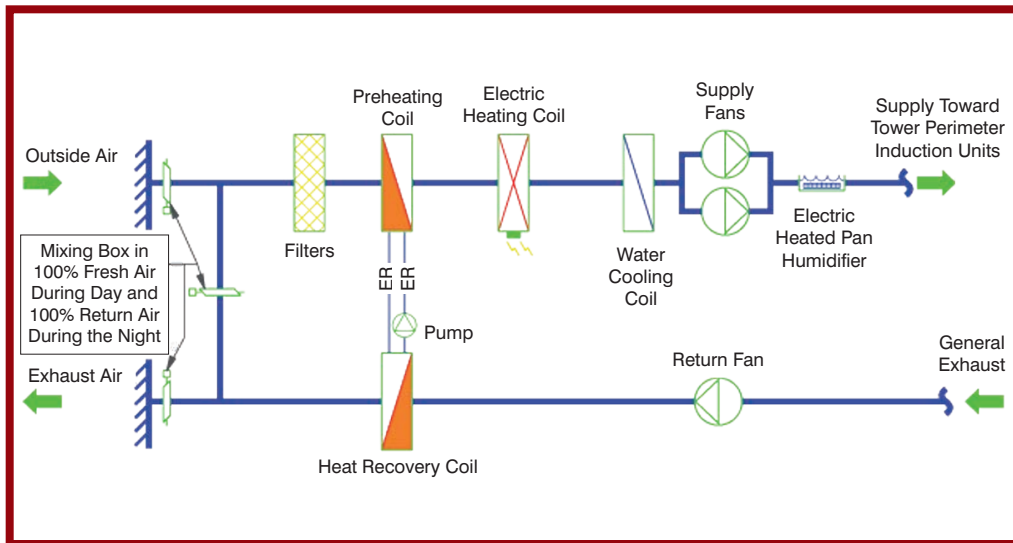 Outside Air
Preheating
Coil
Electric
Heating Coil
Supply
Fans
Supply Toward
Tower Perimeter
Induction Units
Filters
Water
Cooling
Coil
Electric
Heated Pan
Humidifier
Mixing Box in
100% Fresh Air
During Day and
100% Return Air
During the Night
ER
ER
Pump
Exhaust Air
Heat Recovery Coil
Return Fan
General
Exhaust